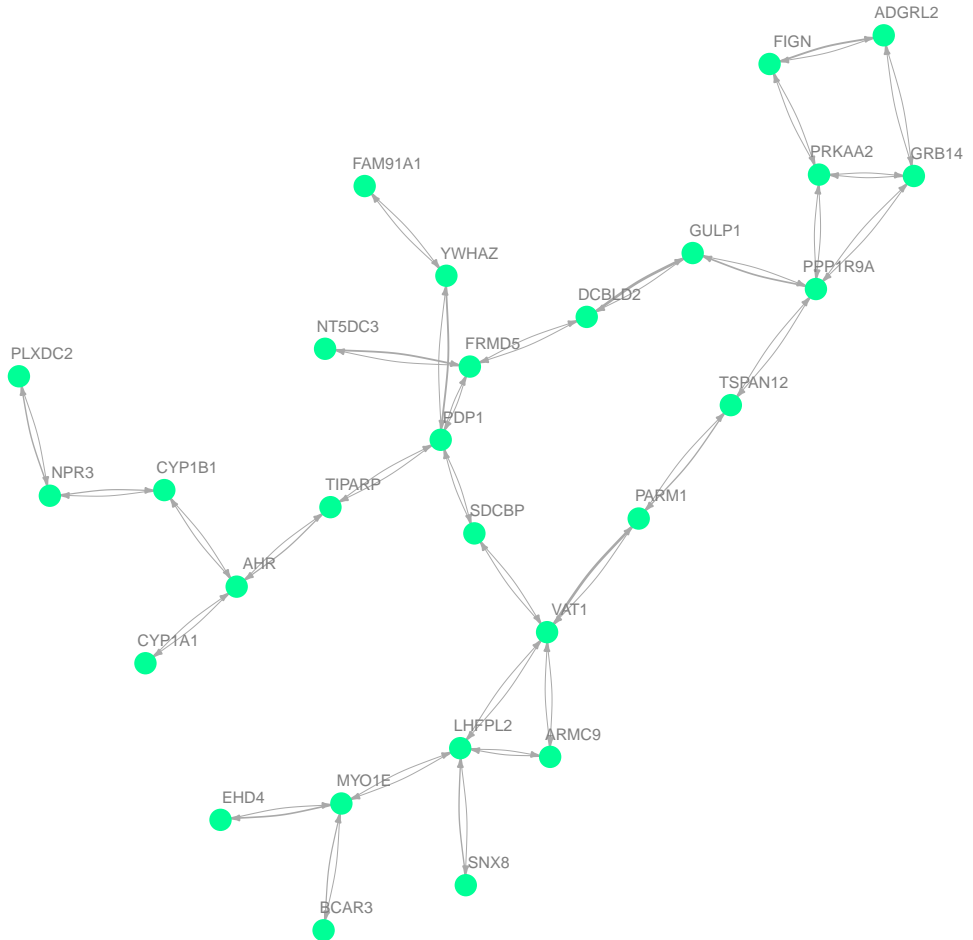 ADGRL2
FIGN
PRKAA2
GRB14
FAM91A1
GULP1
YWHAZ
PPP1R9A
DCBLD2
NT5DC3
FRMD5
PLXDC2
TSPAN12
PDP1
NPR3
CYP1B1
TIPARP
PARM1
SDCBP
AHR
VAT1
CYP1A1
LHFPL2
ARMC9
MYO1E
EHD4
SNX8
BCAR3